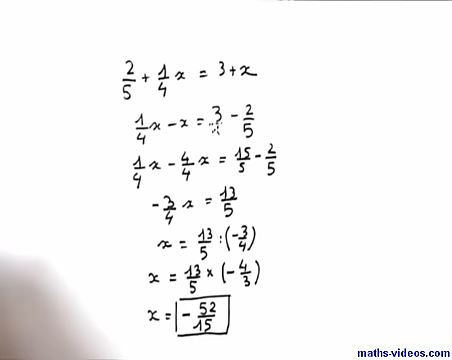 2/5 + 1/4 x = 3 + x
1/4 x - x = 3 - 2/5
1/4 x - 4/4 x = 15/5 - 2/5
- 3/4 x = 13/5
x = 13/5 : (- 3/4)
x = 13/5 × (- 4/3)
x = - 52/15
maths-videos.com